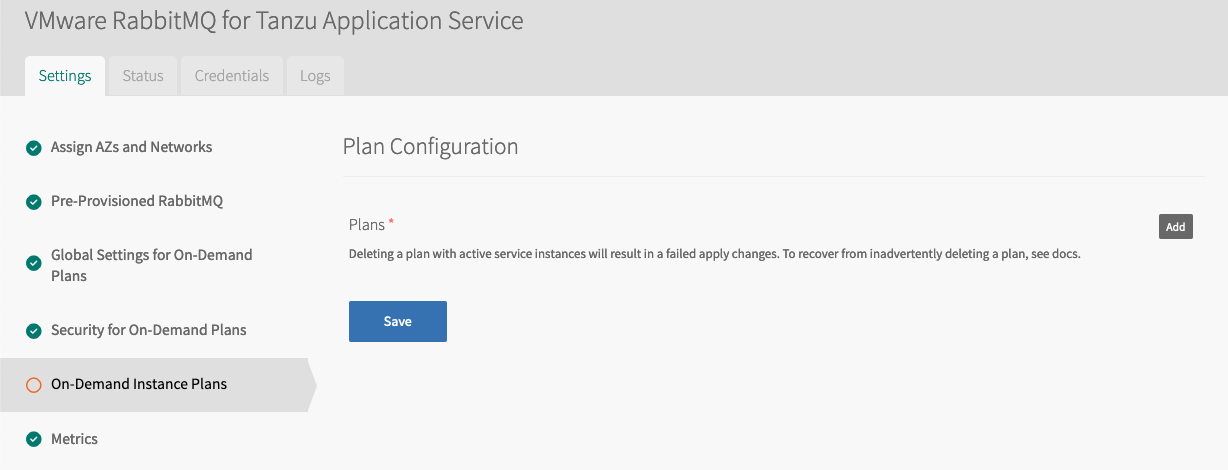 VMware RabbitMQ for Tanzu Application Service
Settings
Status
Credentials
Logs
Assign AZs and Networks
Pre-Provisioned RabbitMQ
Global Settings for On-Demand
Plans
Security for On-Demand Plans
On-Demand Instance Plans
Metrics
Plan Configuration
Plans *
Add
Deleting a plan with active service instances will result in a failed apply changes. To recover from inadvertently deleting a plan, see docs.
Save